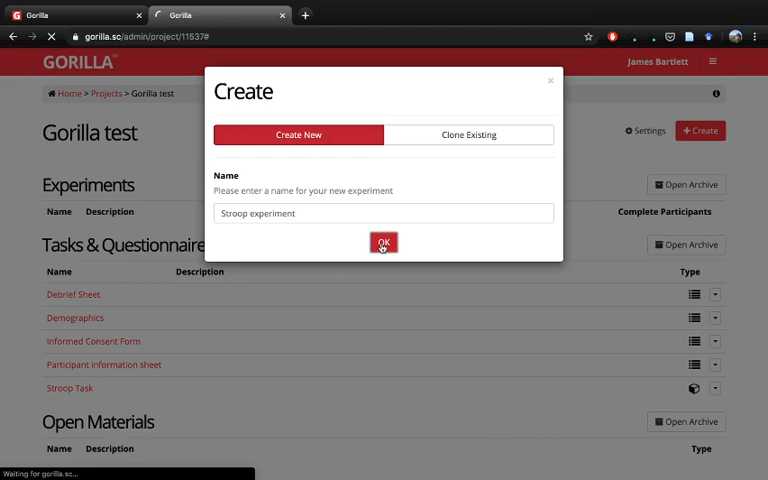 Gorilla
Gorilla
gorilla.sc/admin/project/11537#
GORILLA™
James Bartlett
Home > Projects > Gorilla test
Create
×
Create New
Clone Existing
Gorilla test
Settings
Create
Name
Please enter a name for your new experiment
Stroop experiment
OK
Experiments
Open Archive
Name
Description
Complete Participants
Tasks & Questionnaire
Open Archive
Name
Description
Type
Debrief Sheet
Demographics
Informed Consent Form
Participant information sheet
Stroop Task
Open Materials
Open Archive
Name
Description
Type
Waiting for gorilla.sc...